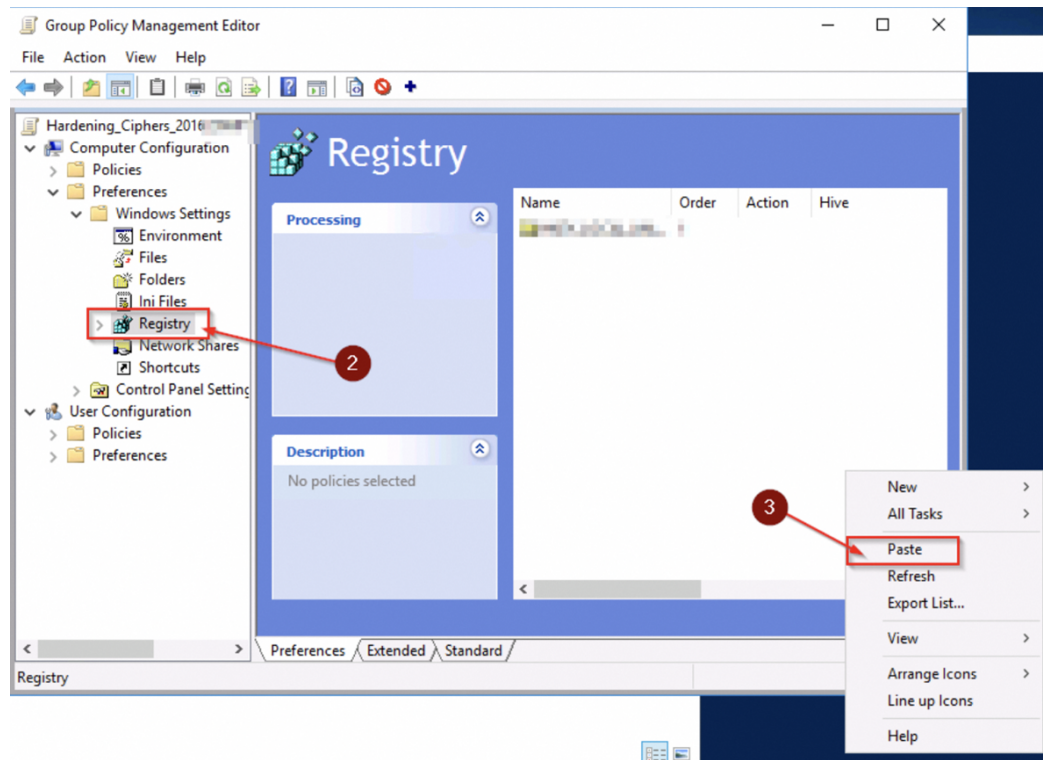 Group Policy Management Editor
File Action View Help
Hardening_Ciphers_2016
Computer Configuration
Policies
Preferences
Windows Settings
Environment
Files
Folders
Ini Files
Registry
Network Shares
Shortcuts
Control Panel Setting
User Configuration
Policies
Preferences
Registry
Processing
2
Description
No policies selected
Name Order Action Hive
3
New
All Tasks
Paste
Refresh
Export List...
View
Arrange Icons
Line up Icons
Help
Preferences Extended Standard
Registry